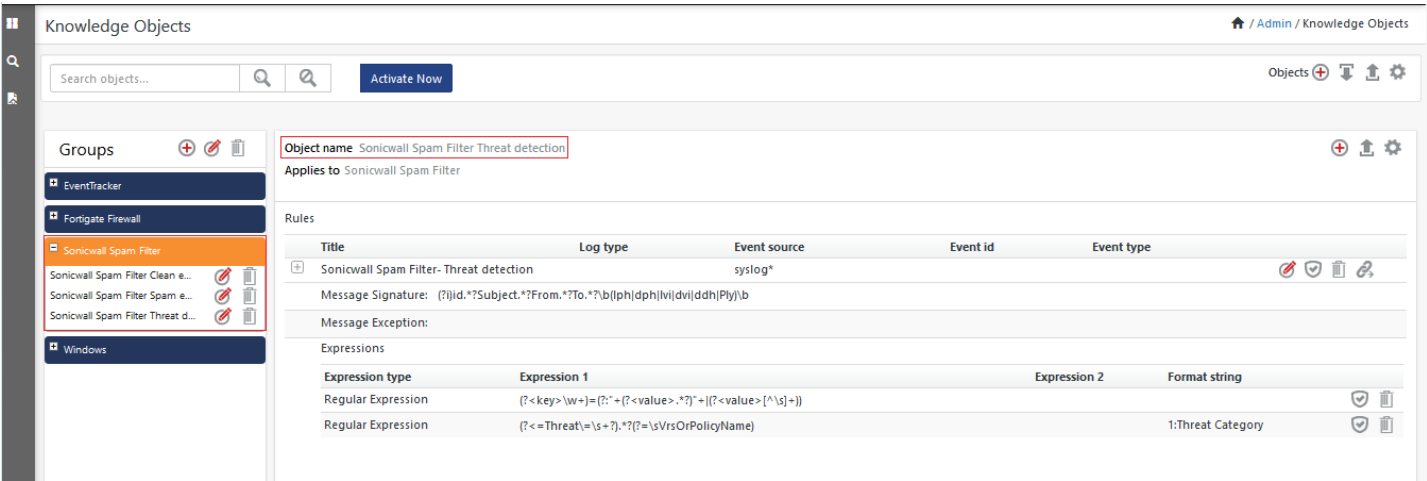 Knowledge Objects
/ Admin / Knowledge Objects
Search objects...
Activate Now
Objects
Groups
EventTracker
Fortigate Firewall
Sonicwall Spam Filter
Sonicwall Spam Filter Clean e...
Sonicwall Spam Filter Spam e...
Sonicwall Spam Filter Threat d...
Windows
Object name Sonicwall Spam Filter Threat detection
Applies to Sonicwall Spam Filter
Rules
Title Log type Event source Event id Event type
Sonicwall Spam Filter- Threat detection syslog*
Message Signature: (?i)id.*?Subject.*?From.*?To.*?\b(lph|dph|lvi|dvi|ddh|Ply)\b
Message Exception:
Expressions
Expression type Expression 1 Expression 2 Format string
Regular Expression (?<key>\w+)=(?:"+(?<value>.*?)"+|(?<value>[^\s]+))
Regular Expression (?<=Threat\=\s+?).*?(?=\sVrsOrPolicyName) 1:Threat Category